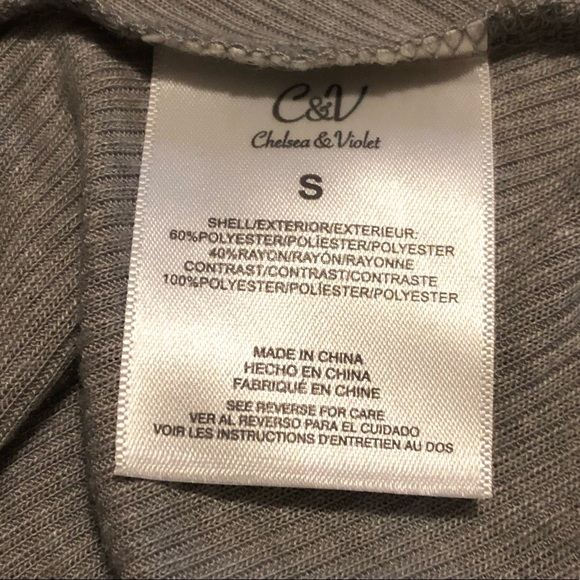 C&V
Chelsea & Violet
S
SHELL/EXTERIOR/EXTERIEUR:
60%POLYESTER/POLÍESTER/POLYESTER
40%RAYON/RAYÓN/RAYONNE
CONTRAST/CONTRAST/CONTRASTE
100%POLYESTER/POLÍESTER/POLYESTER
MADE IN CHINA
HECHO EN CHINA
FABRIQUÉ EN CHINE
SEE REVERSE FOR CARE
VER AL REVERSO PARA EL CUIDADO
VOIR LES INSTRUCTIONS D'ENTRETIEN AU DOS